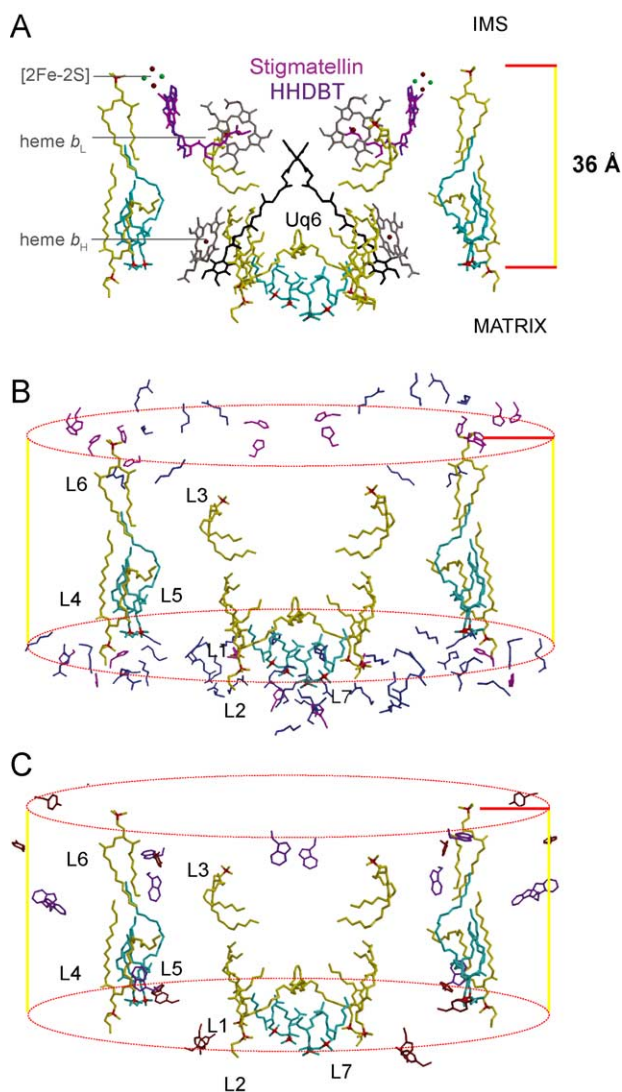 A
IMS
[2Fe-2S]
Stigmatellin
HHDBT
heme bL
36 Å
Uq6
heme bH
MATRIX
B
L6
L3
L4
L5
L1
L2
L7
C
L6
L3
L4
L5
L1
L2
L7